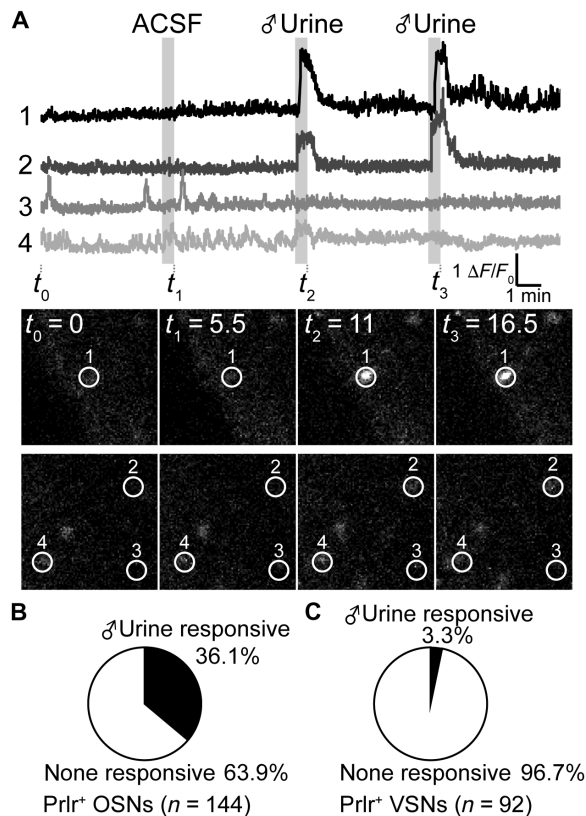 A
ACSF ♂Urine ♂Urine
1
2
3
4
t0 t1 t2 t3
1 ΔF/F0
1 min
t0 = 0 t1 = 5.5 t2 = 11 t3 = 16.5
1 1 1 1
2 2 2 2
4 4 4 4
3 3 3 3
B C
♂Urine responsive ♂Urine responsive
36.1% 3.3%
None responsive 63.9% None responsive 96.7%
Prlr+ OSNs (n = 144) Prlr+ VSNs (n = 92)